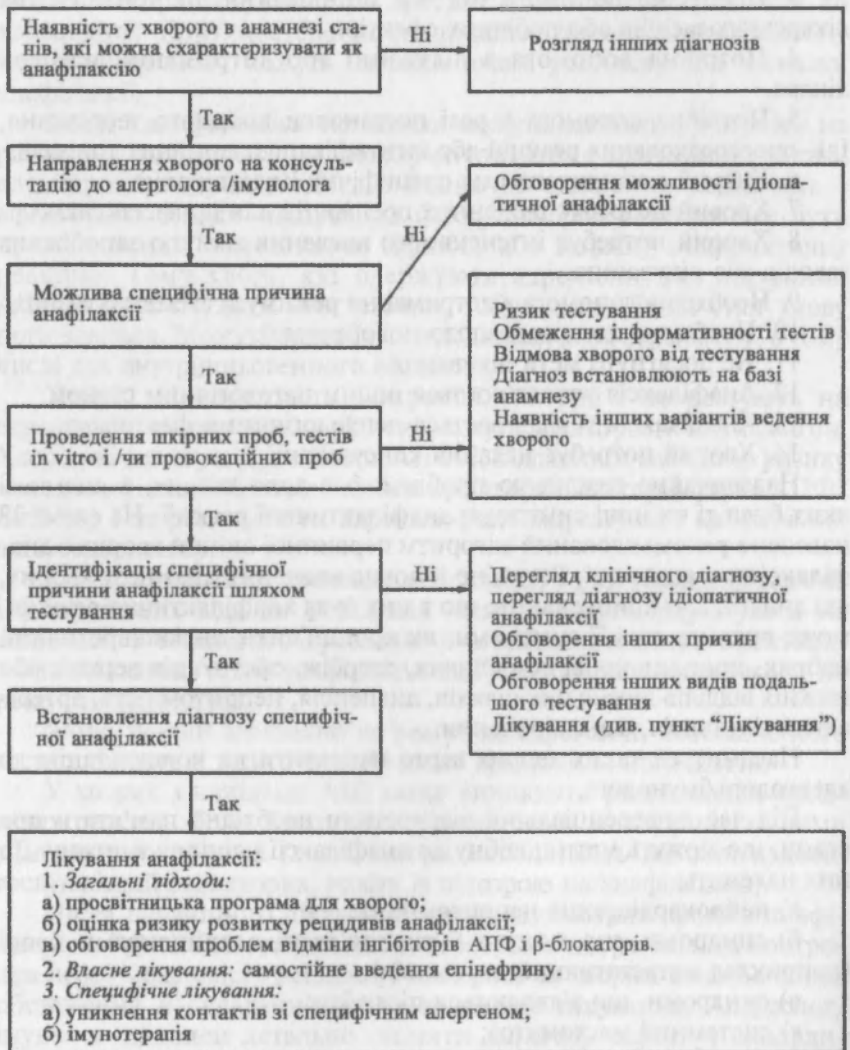 Наявність у хворого в анамнезі ста-
нів, які можна схарактеризувати як
анафілаксію
Ні
Розгляд інших діагнозів
Так
Направити хворого на консуль-
тацію до алерголога /імунолога
Обговорення можливості ідіопа-
тичної анафілаксії
Так
Ні
Можлива специфічна причина
анафілаксії
Так
Ризик тестування
Обмеження інформативності тестів
Відмова хворого від тестування
Діагноз встановлюють на базі
анамнезу
Наявність інших варіантів ведення
хворого
Проведення шкірних проб, тестів
in vitro і /чи провокаційних проб
Ні
Так
Ідентифікація специфічної
причини анафілаксії шляхом
тестування
Ні
Перегляд клінічного діагнозу,
перегляд діагнозу ідіопатичної
анафілаксії
Обговорення інших причин
анафілаксії
Обговорення інших видів подаль-
шого тестування
Лікування (див. пункт “Лікування”)
Так
Встановлення діагнозу специфіч-
ної анафілаксії
Так
Лікування анафілаксії:
1. Загальні підходи:
а) просвітницька програма для хворого;
б) оцінка ризику розвитку рецидивів анафілаксії;
в) обговорення проблем відміни інгібіторів АПФ і β-блокаторів.
2. Власне лікування: самостійне введення епінефрину.
3. Специфічне лікування:
а) уникнення контактів зі специфічним алергеном;
б) імунотерапія